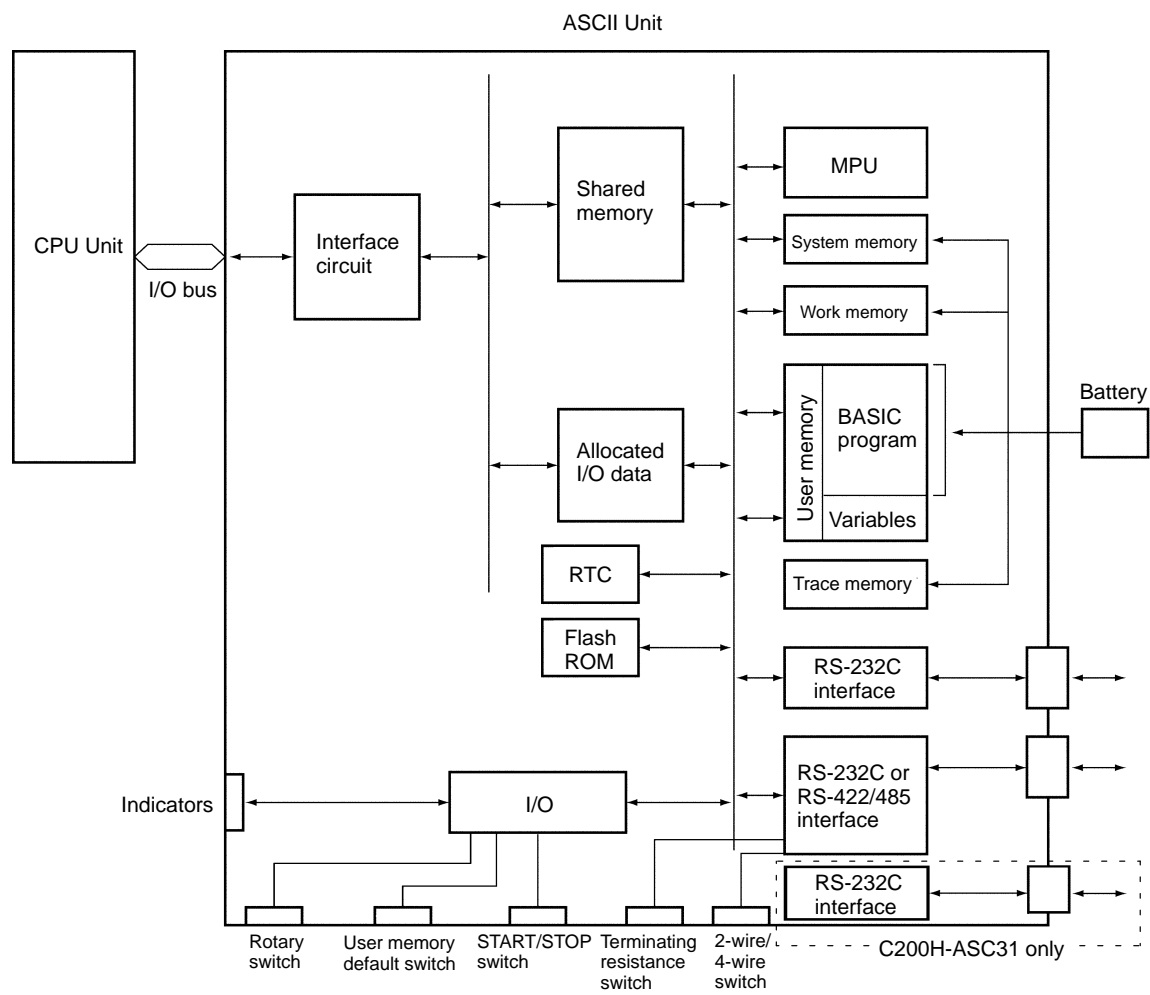 ASCII Unit
CPU Unit
I/O bus
Interface
circuit
Shared
memory
Allocated
I/O data
RTC
Flash
ROM
MPU
System memory
Work memory
User memory
BASIC
program
Variables
Trace memory
Battery
RS-232C
interface
RS-232C or
RS-422/485
interface
RS-232C
interface
C200H-ASC31 only
Indicators
I/O
Rotary
switch
User memory
default switch
START/STOP
switch
Terminating
resistance
switch
2-wire/
4-wire
switch